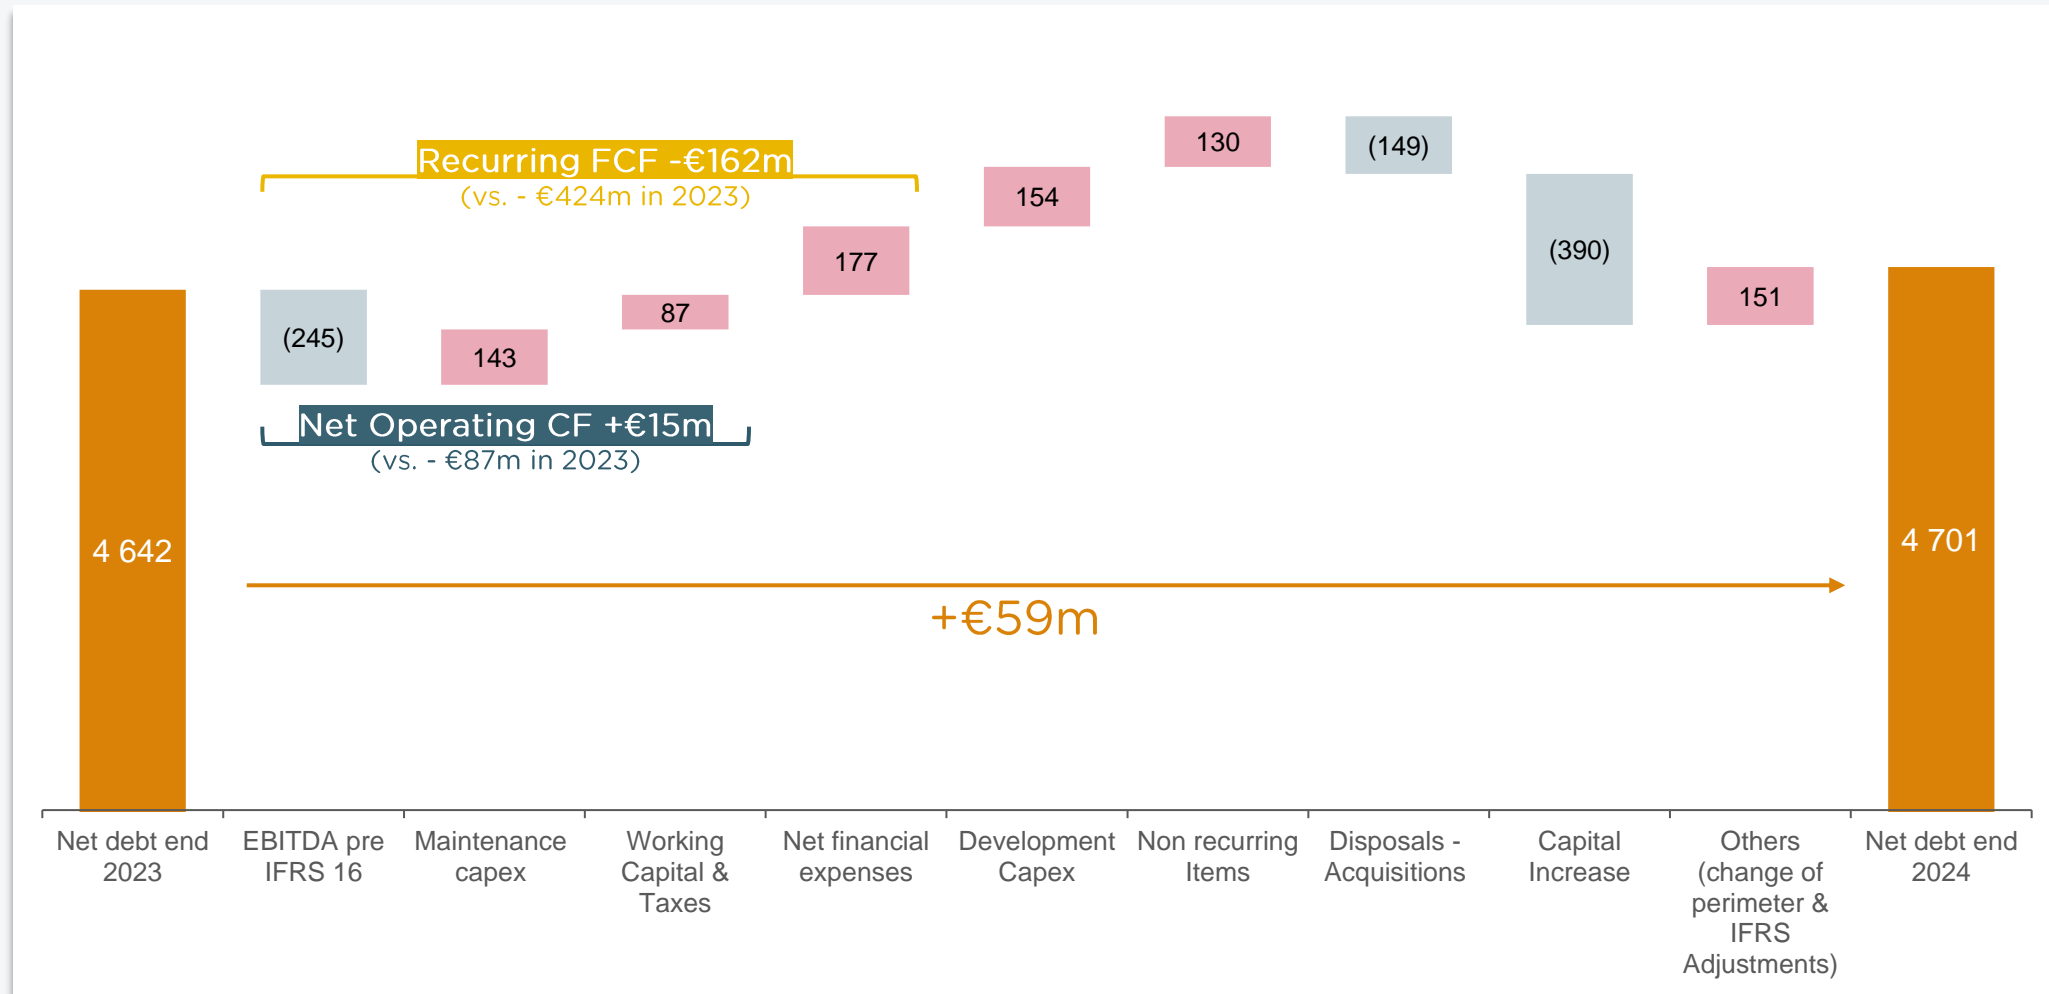 Recurring FCF -€162m
(vs. - €424m in 2023)
130
(149)
154
(390)
177
151
(245)
87
143
Net Operating CF +€15m
(vs. - €87m in 2023)
4 642
4 701
+€59m
Net debt end
2023
EBITDA pre
IFRS 16
Maintenance
capex
Working
Capital &
Taxes
Net financial
expenses
Development
Capex
Non recurring
Items
Disposals -
Acquisitions
Capital
Increase
Others
(change of
perimeter &
IFRS
Adjustments)
Net debt end
2024